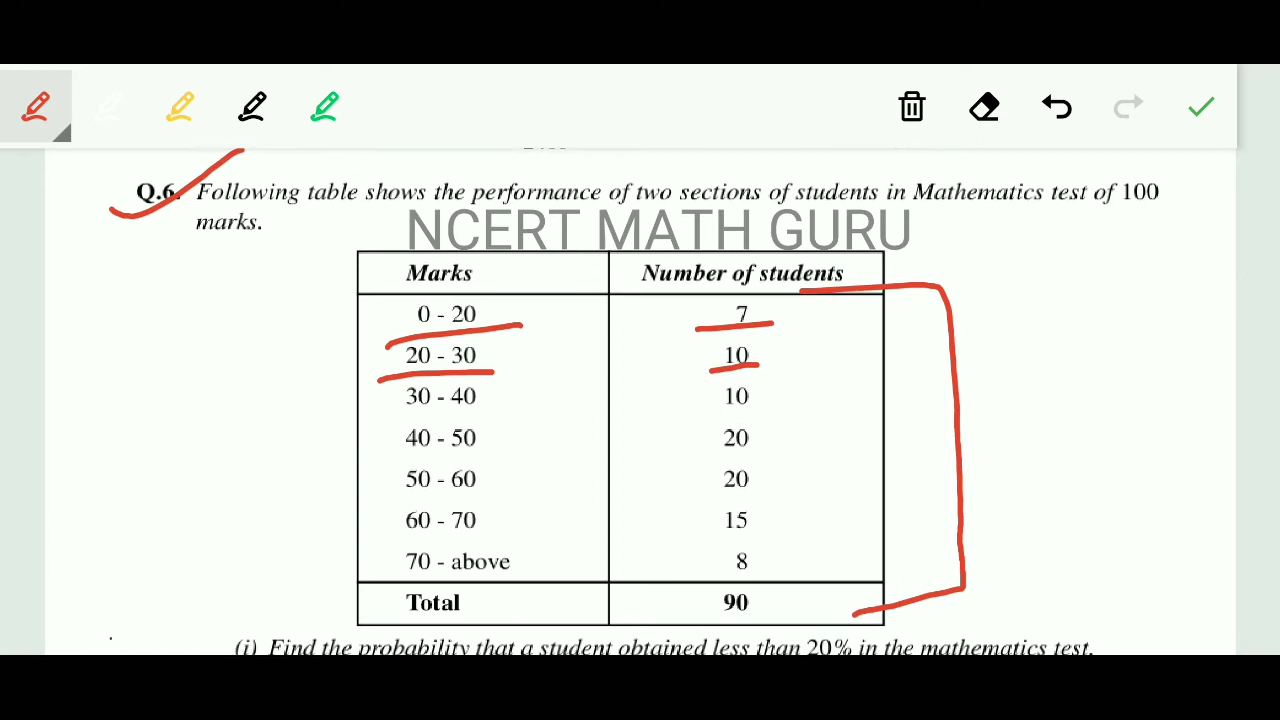 Q.6. Following table shows the performance of two sections of students in Mathematics test of 100
marks.
NCERT MATH GURU
Marks Number of students
0 - 20 7
20 - 30 10
30 - 40 10
40 - 50 20
50 - 60 20
60 - 70 15
70 - above 8
Total 90
(i) Find the probability that a student obtained less than 20% in the mathematics test.